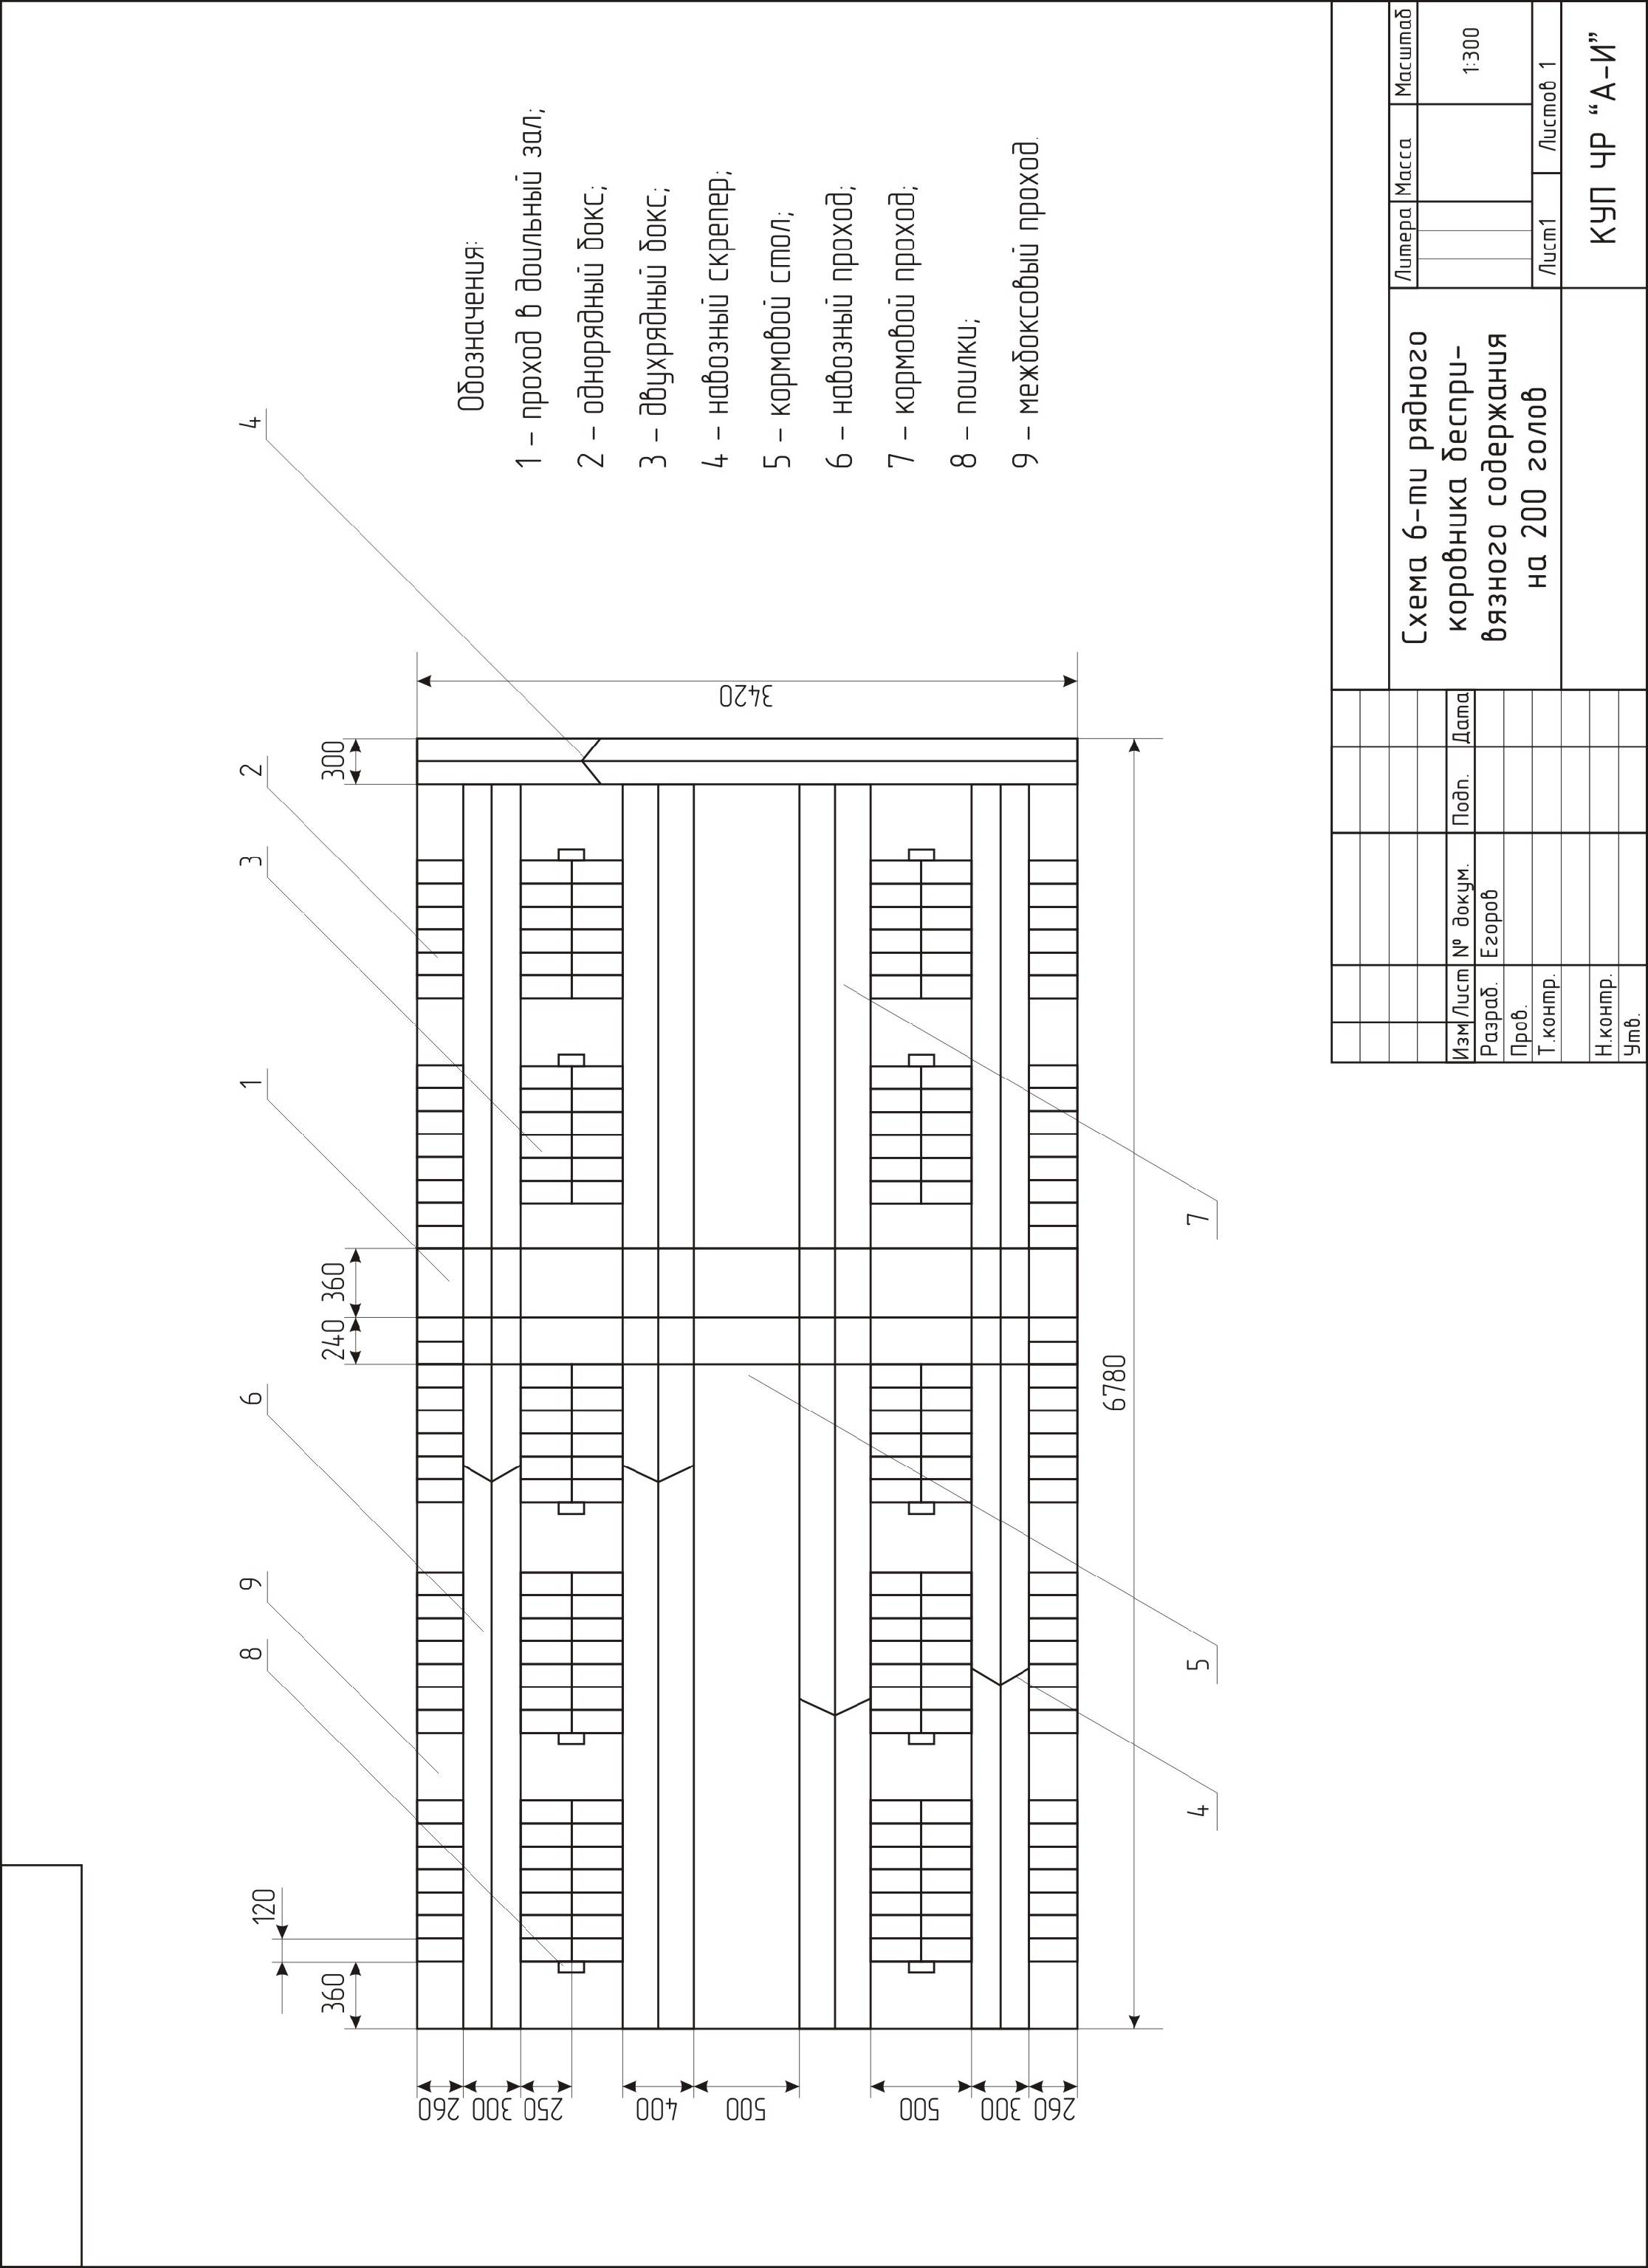 4
2
3
1
6
9
8
300
240
360
360
120
3420
6780
260
300
250
400
500
500
300
260
7
5
4
Обозначения:
1 – проход в доильный зал;
2 – однорядный бокс;
3 – двухрядный бокс;
4 – навозный скрепер;
5 – кормовой стол;
6 – навозный проход;
7 – кормовой проход;
8 – поилки;
9 – межбоксовый проход.
Изм Лист № докум. Подп. Дата
Разраб. Егоров
Пров.
Т.контр.
Н.контр.
Утв.
Схема 6-ти рядного
коровника беспри-
вязного содержания
на 200 голов
Литера Масса Масштаб
1:300
Лист1 Листов 1
КУП ЧР “А-И”